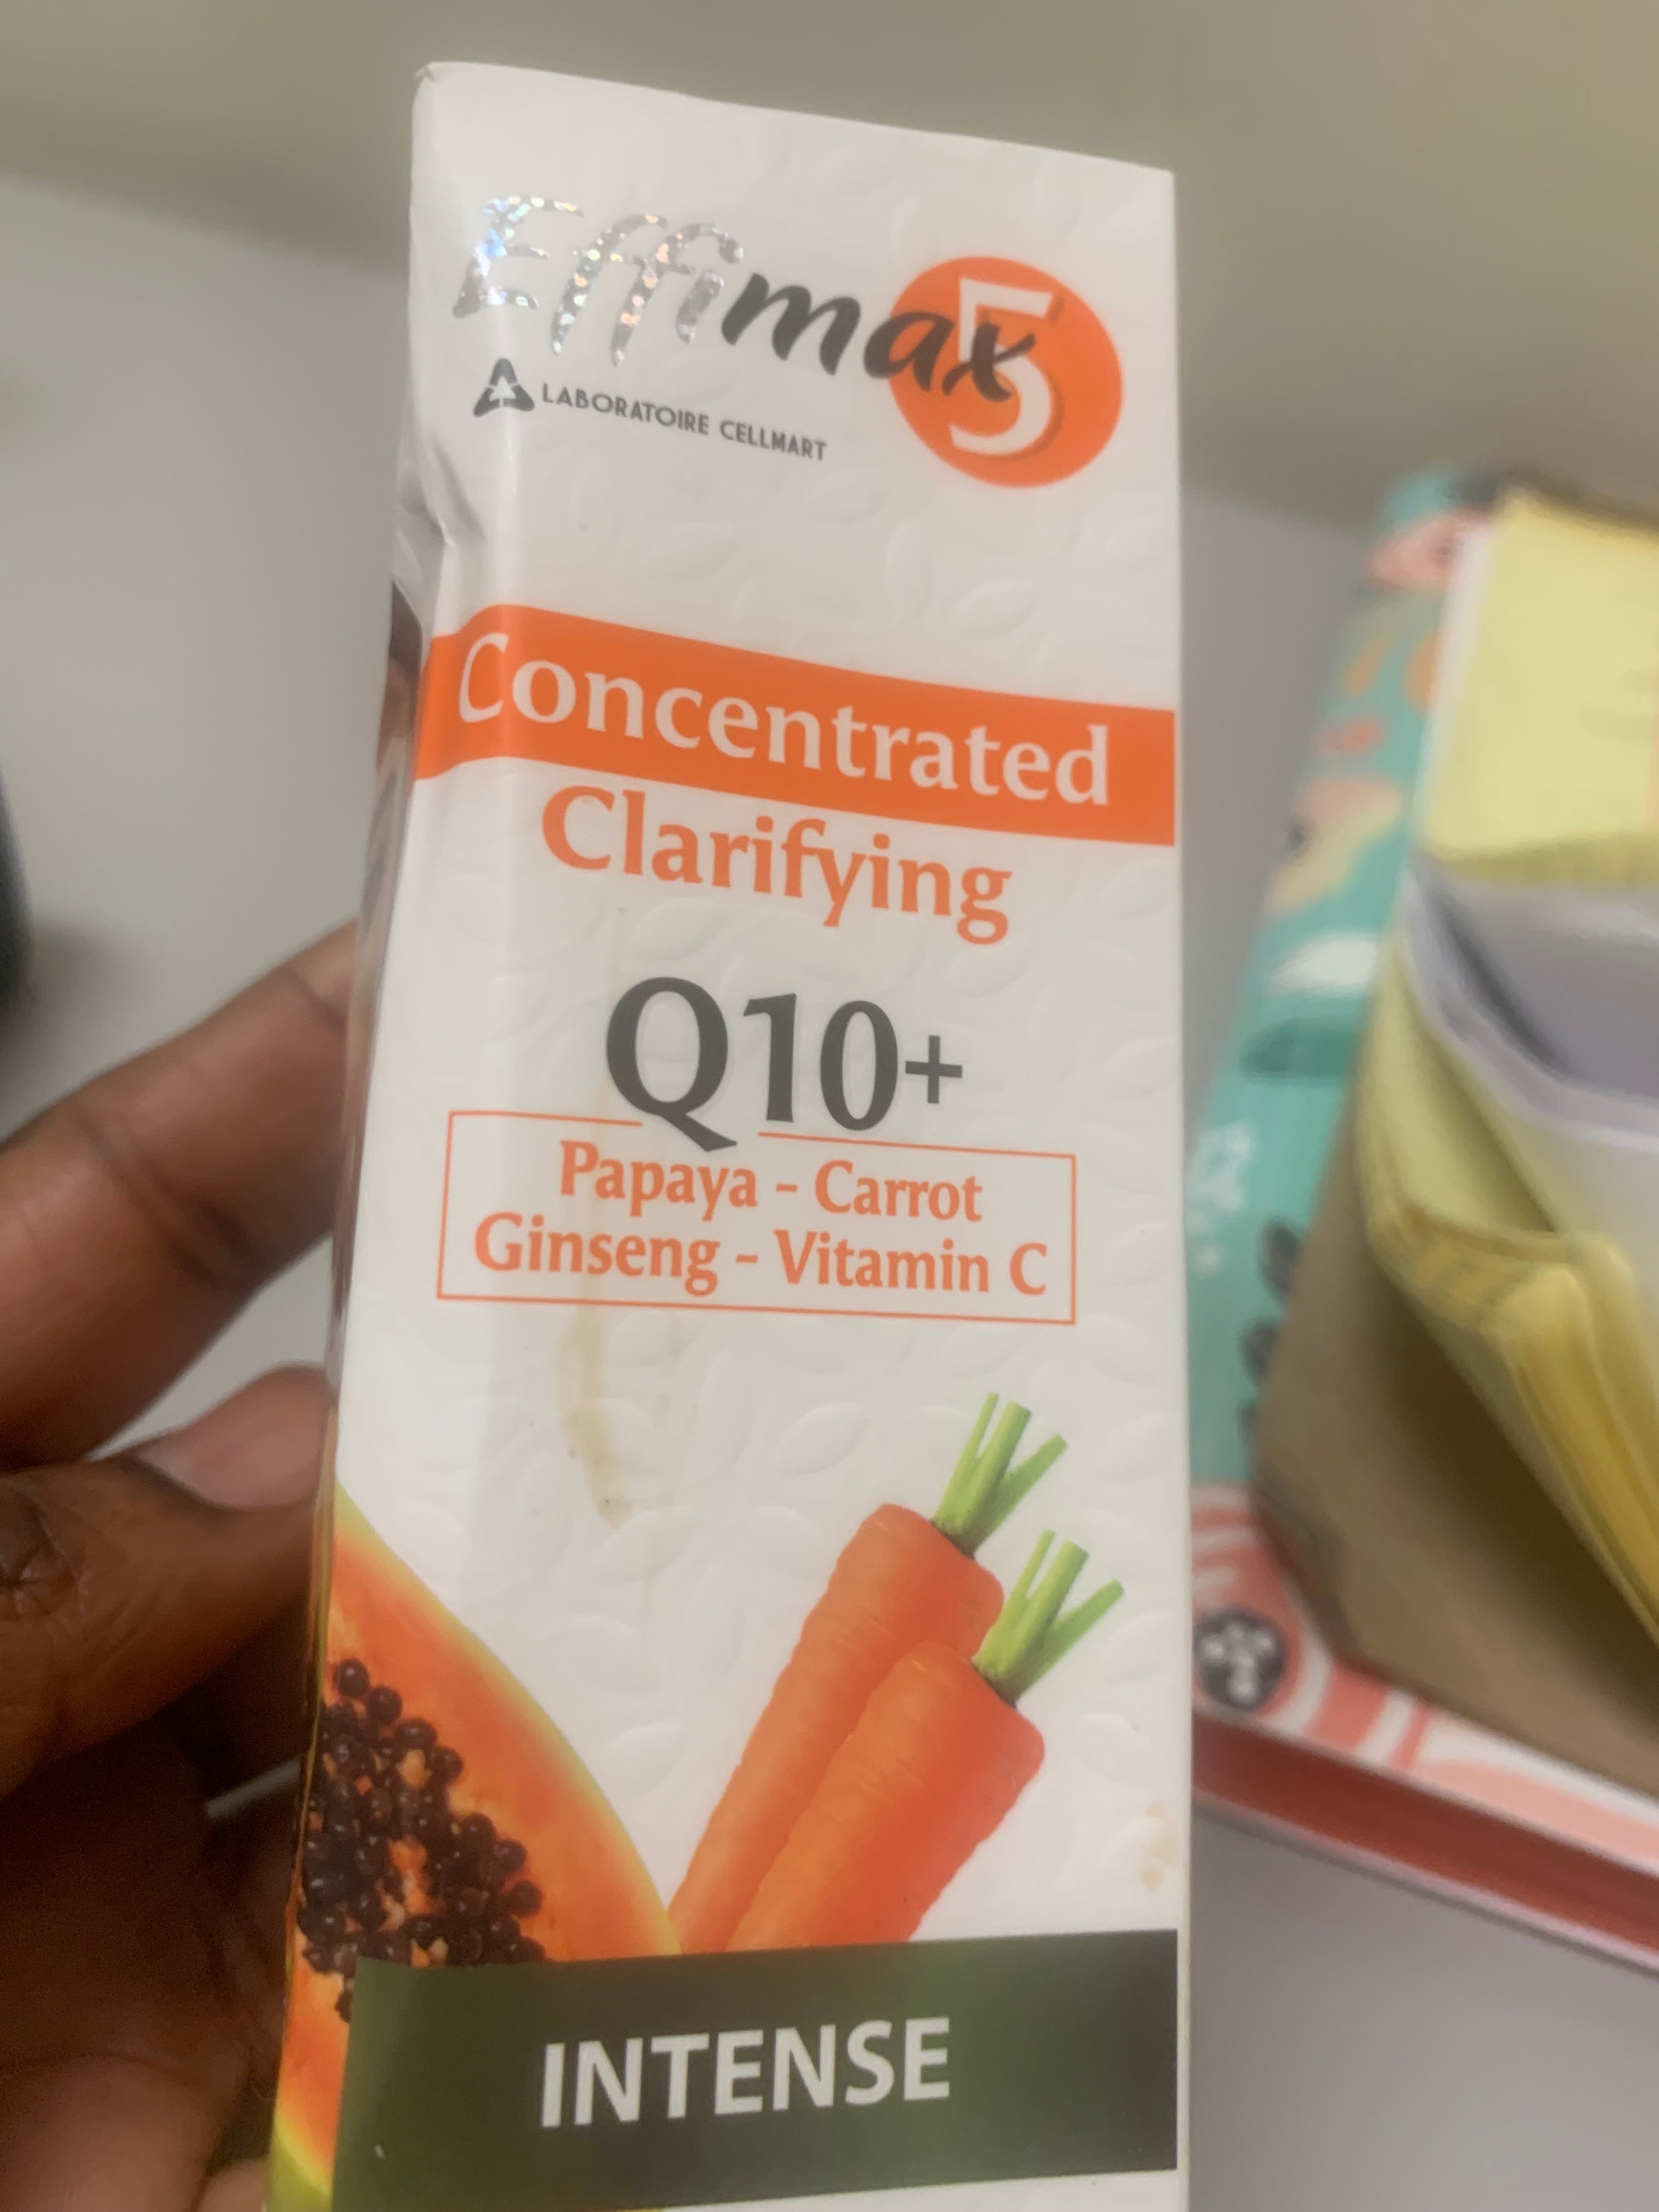 Effimax 5
LABORATOIRE CELLMART
Concentrated
Clarifying
Q10+
Papaya - Carrot
Ginseng - Vitamin C
INTENSE